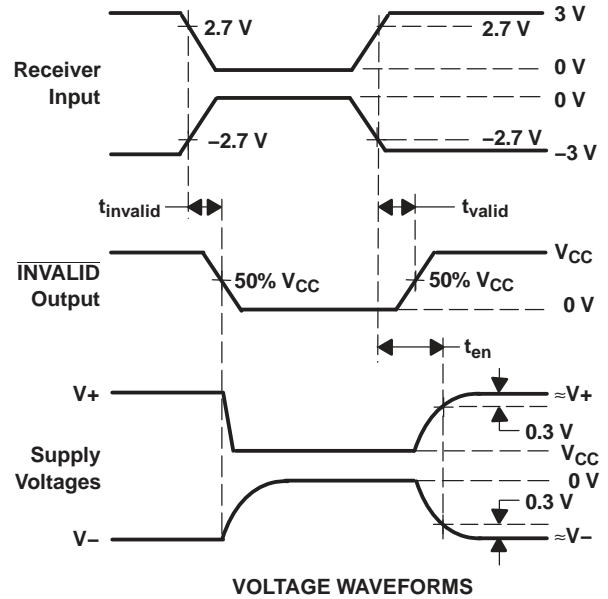 3 V
2.7 V
2.7 V
Receiver
Input
0 V
0 V
−2.7 V
−2.7 V
−3 V
tinvalid
tvalid
INVALID
Output
VCC
50% VCC
50% VCC
0 V
ten
V+
≈V+
0.3 V
Supply
Voltages
VCC
0 V
0.3 V
V−
≈V−
VOLTAGE WAVEFORMS